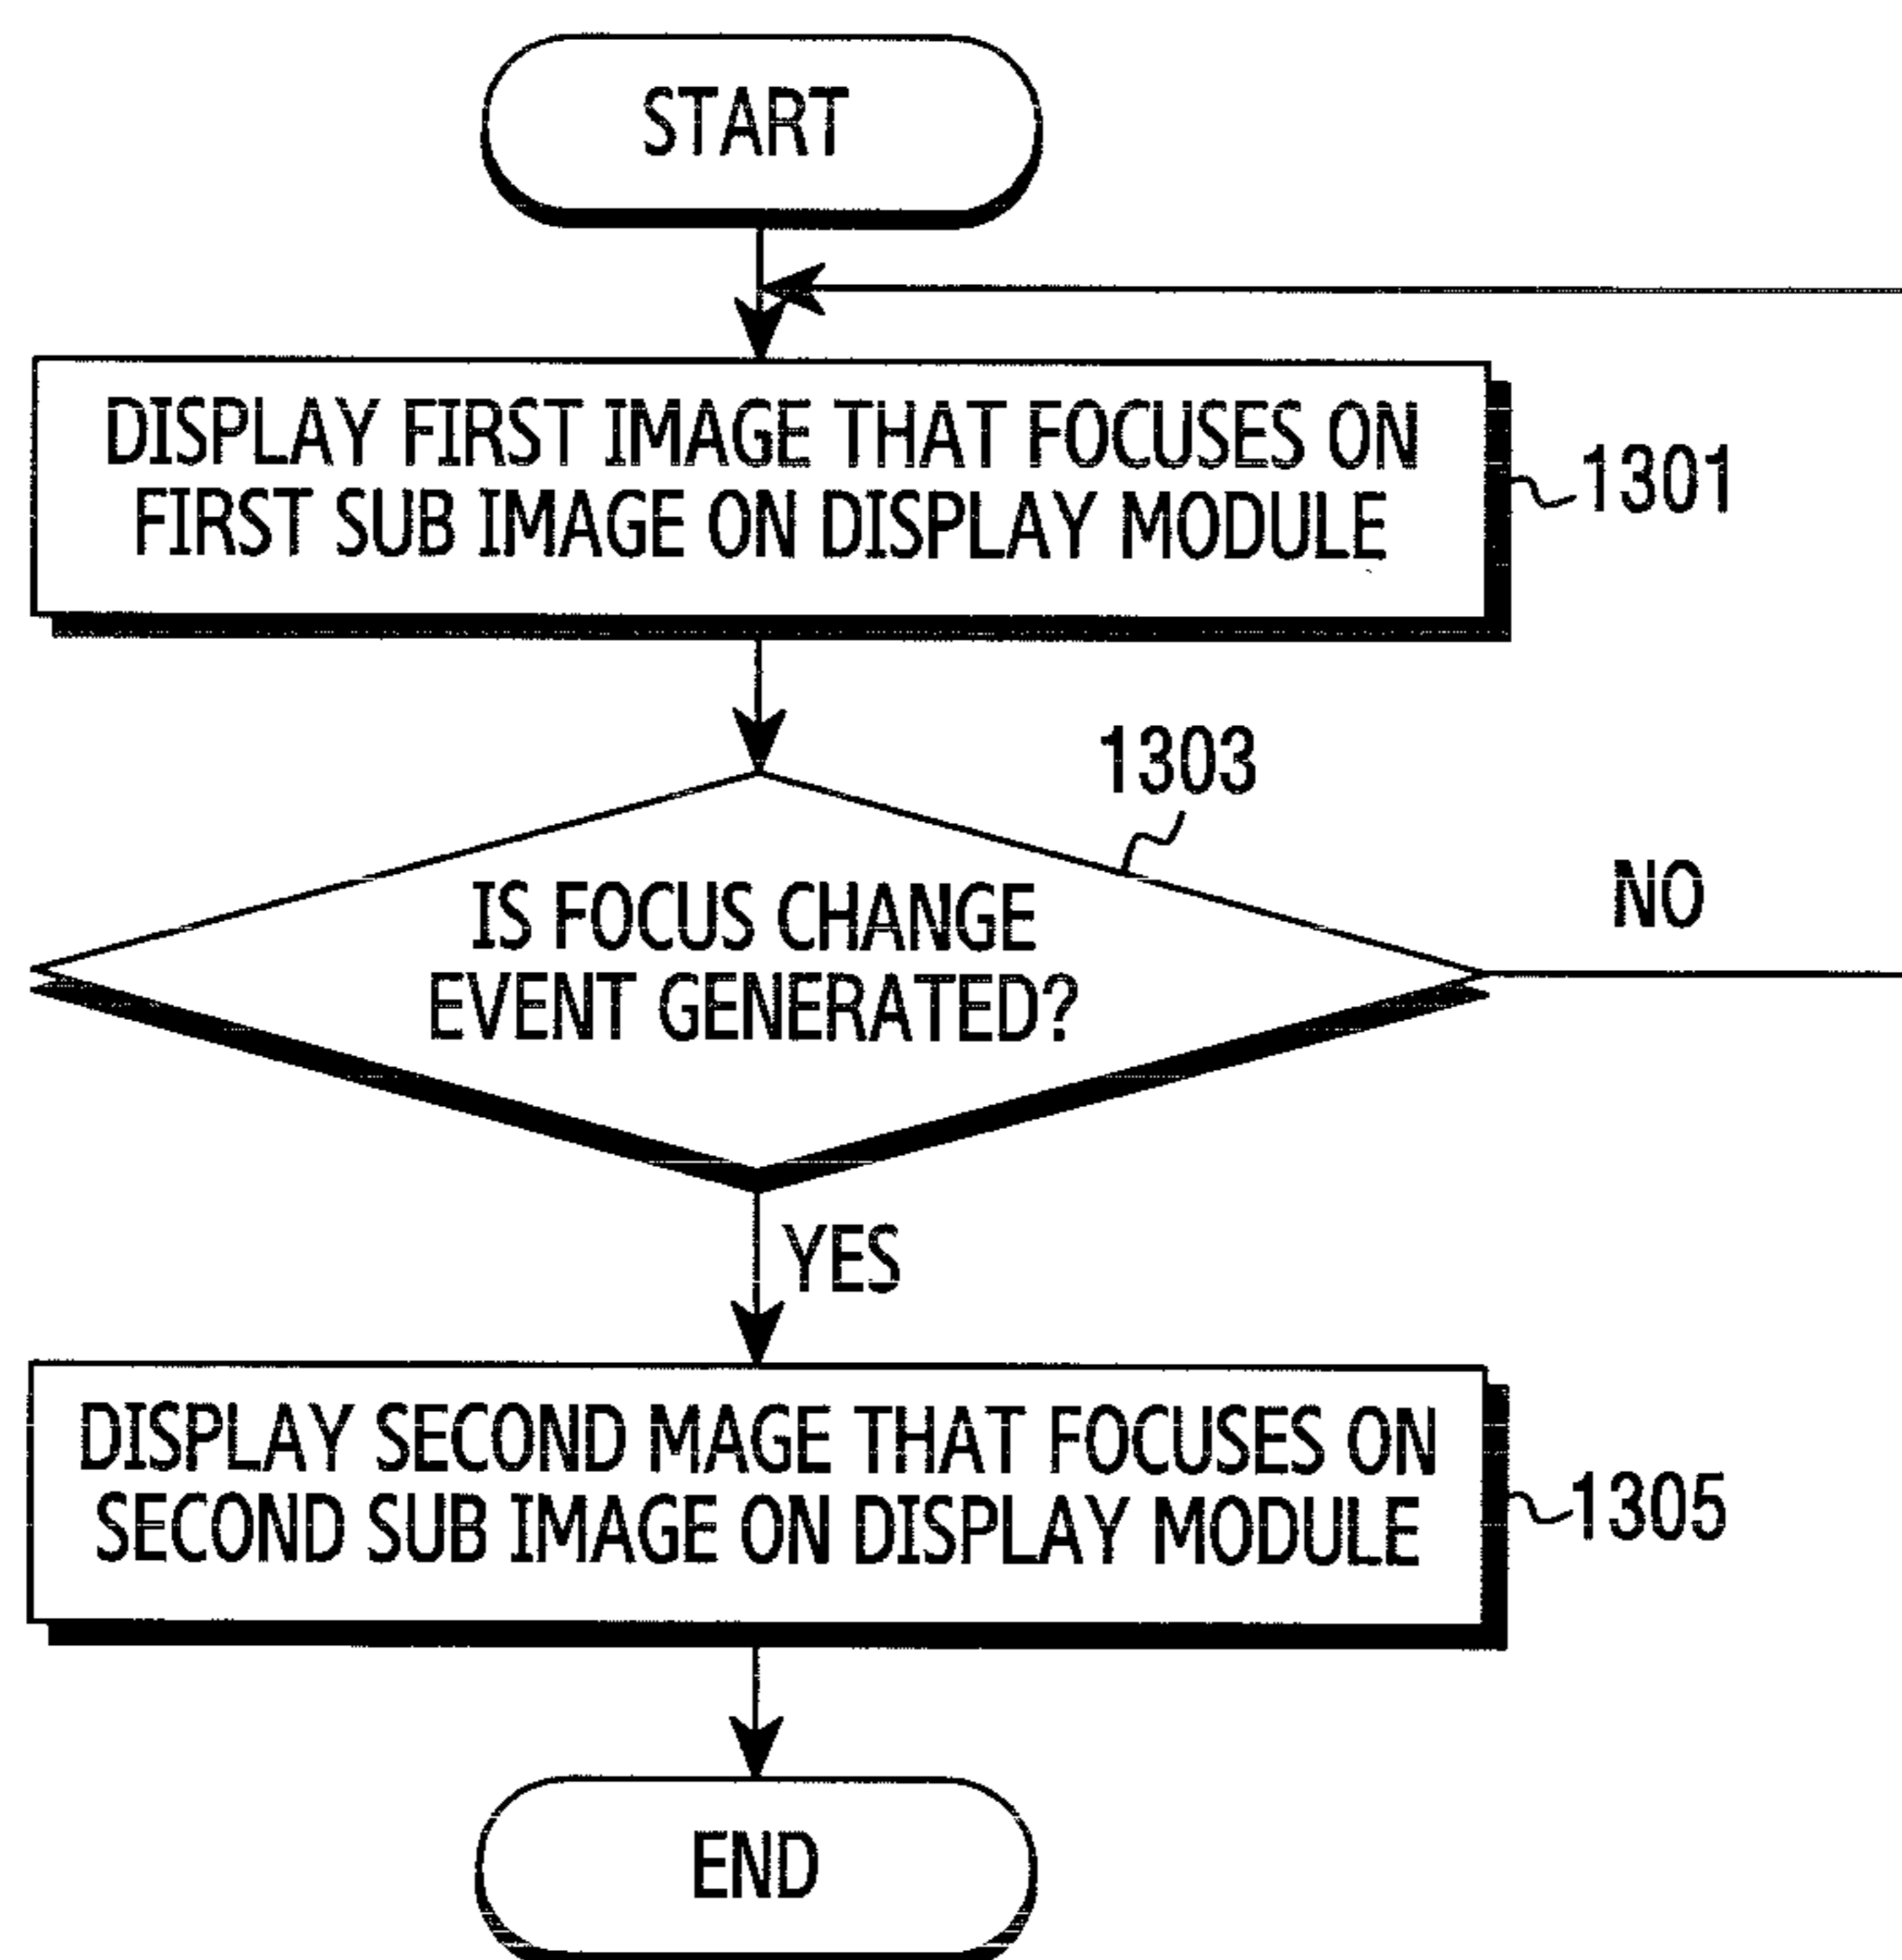 START
DISPLAY FIRST IMAGE THAT FOCUSES ON
FIRST SUB IMAGE ON DISPLAY MODULE
1301
1303
IS FOCUS CHANGE
EVENT GENERATED?
NO
YES
DISPLAY SECOND MAGE THAT FOCUSES ON
SECOND SUB IMAGE ON DISPLAY MODULE
1305
END